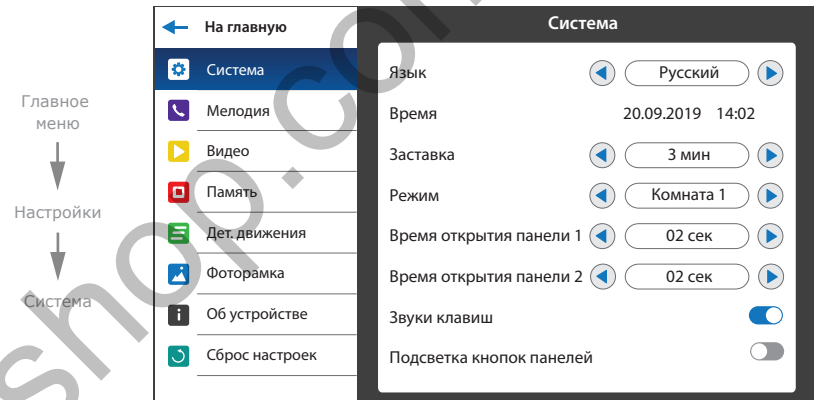 Главное
меню
Настройки
Система
На главную
Система
Мелодия
Видео
Память
Дет. движения
Фоторамка
Об устройстве
Сброс настроек
Система
Язык Русский
Время 20.09.2019 14:02
Заставка 3 мин
Режим Комната 1
Время открытия панели 1 02 сек
Время открытия панели 2 02 сек
Звуки клавиш
Подсветка кнопок панелей
shop.com